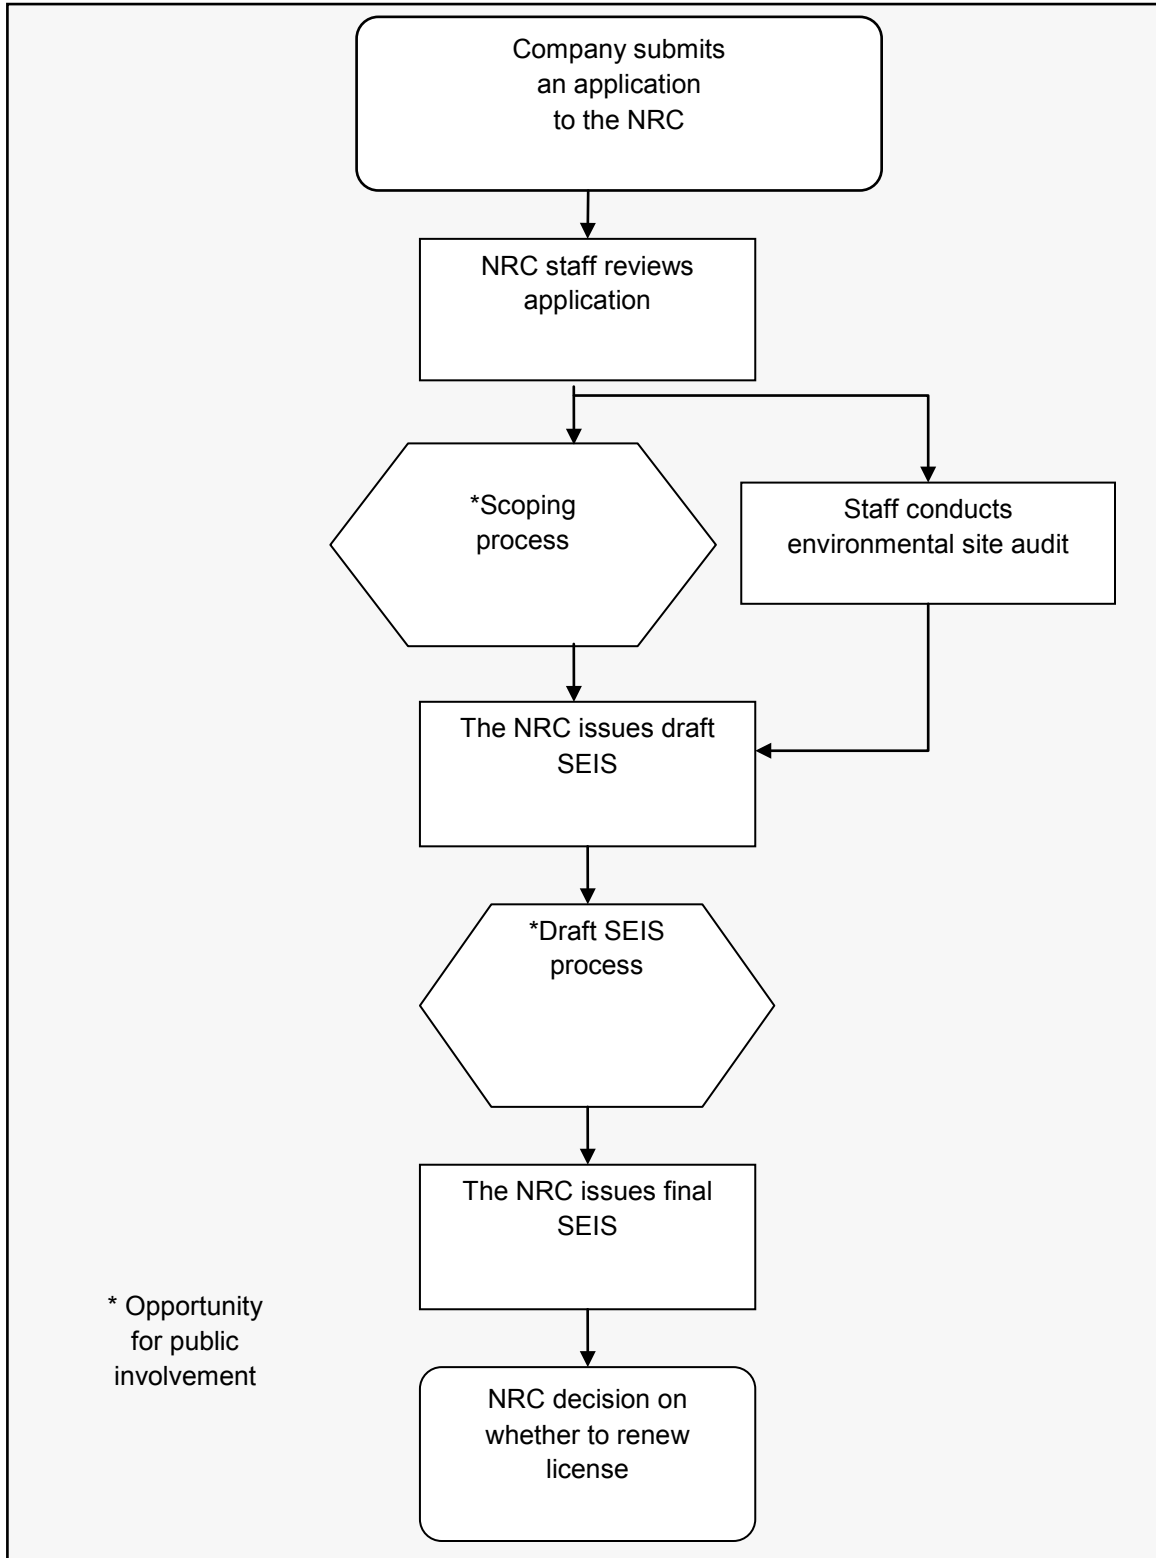 Company submits
an application
to the NRC
NRC staff reviews
application
*Scoping
process
Staff conducts
environmental site audit
The NRC issues draft
SEIS
*Draft SEIS
process
The NRC issues final
SEIS
* Opportunity
for public
involvement
NRC decision on
whether to renew
license